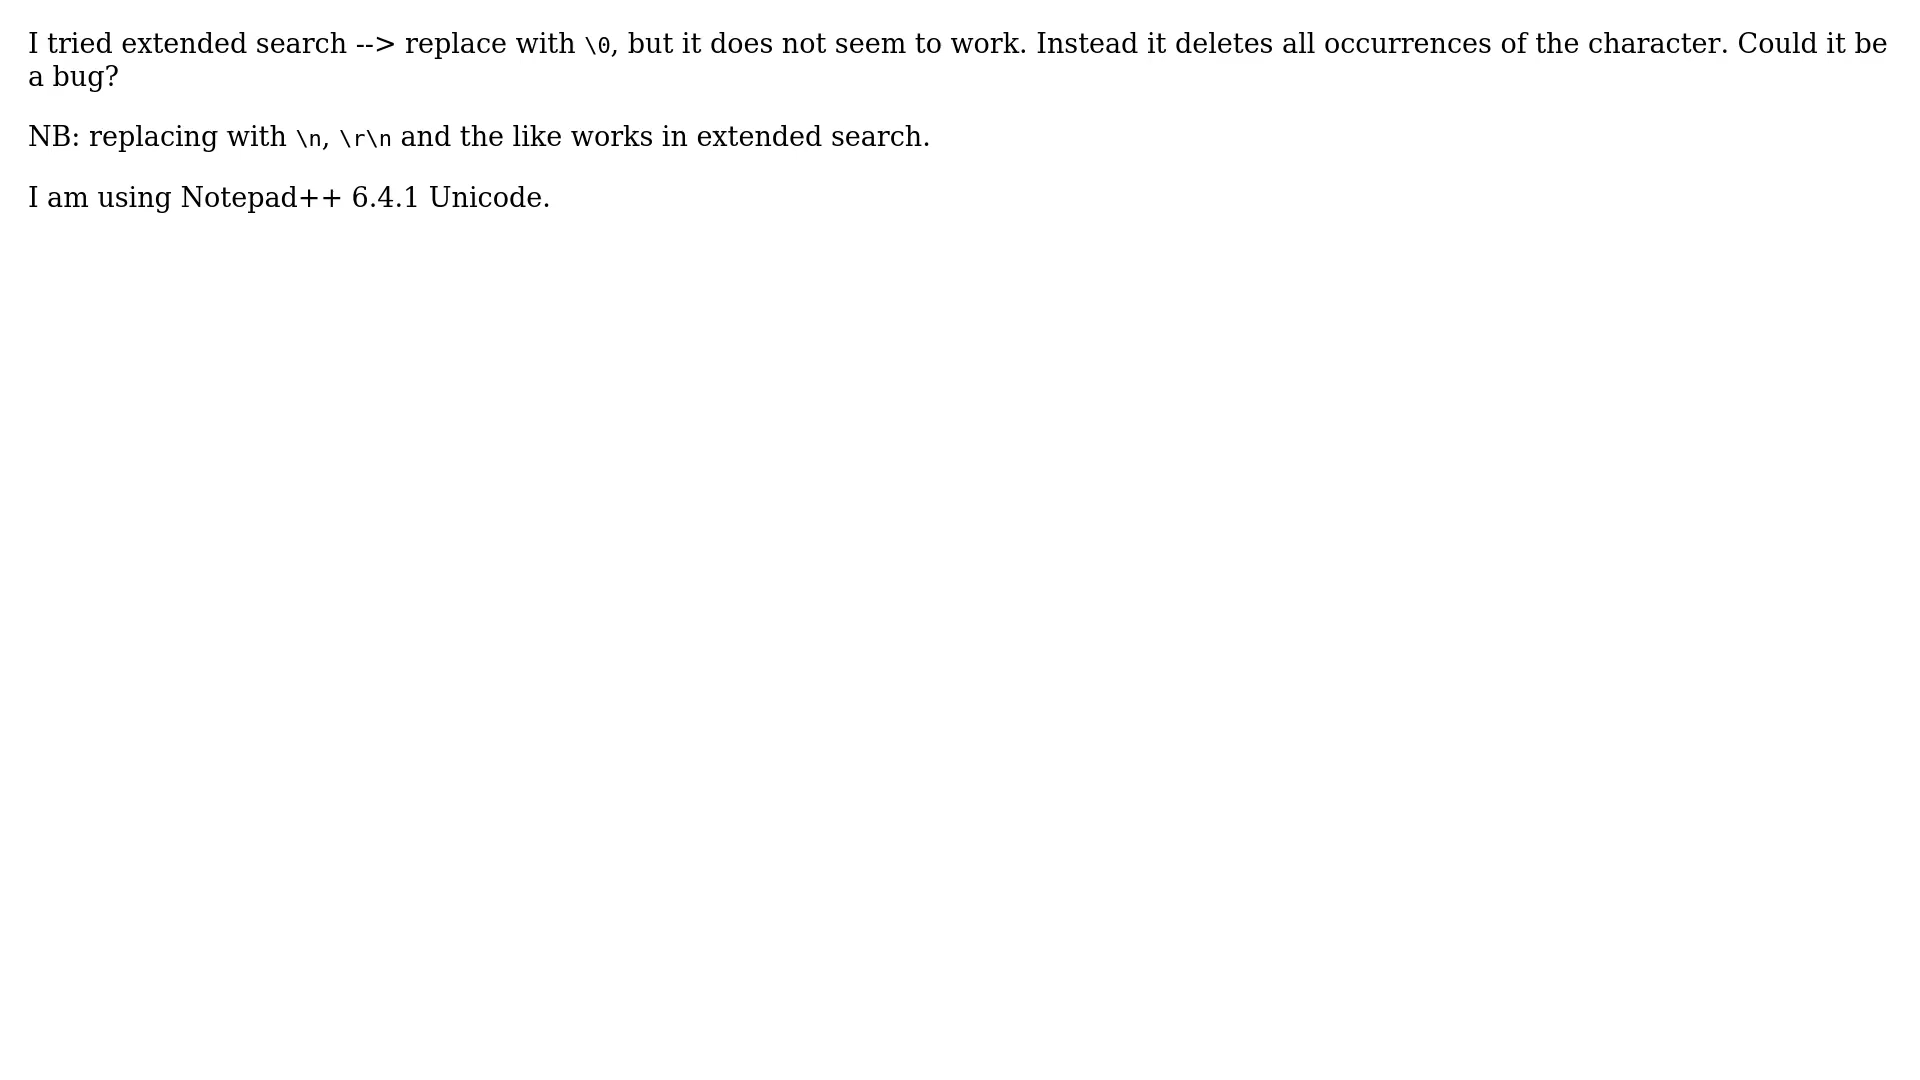 I tried extended search --> replace with \0, but it does not seem to work. Instead it deletes all occurrences of the character. Could it be
a bug?
NB: replacing with \n, \r\n and the like works in extended search.
I am using Notepad++ 6.4.1 Unicode.